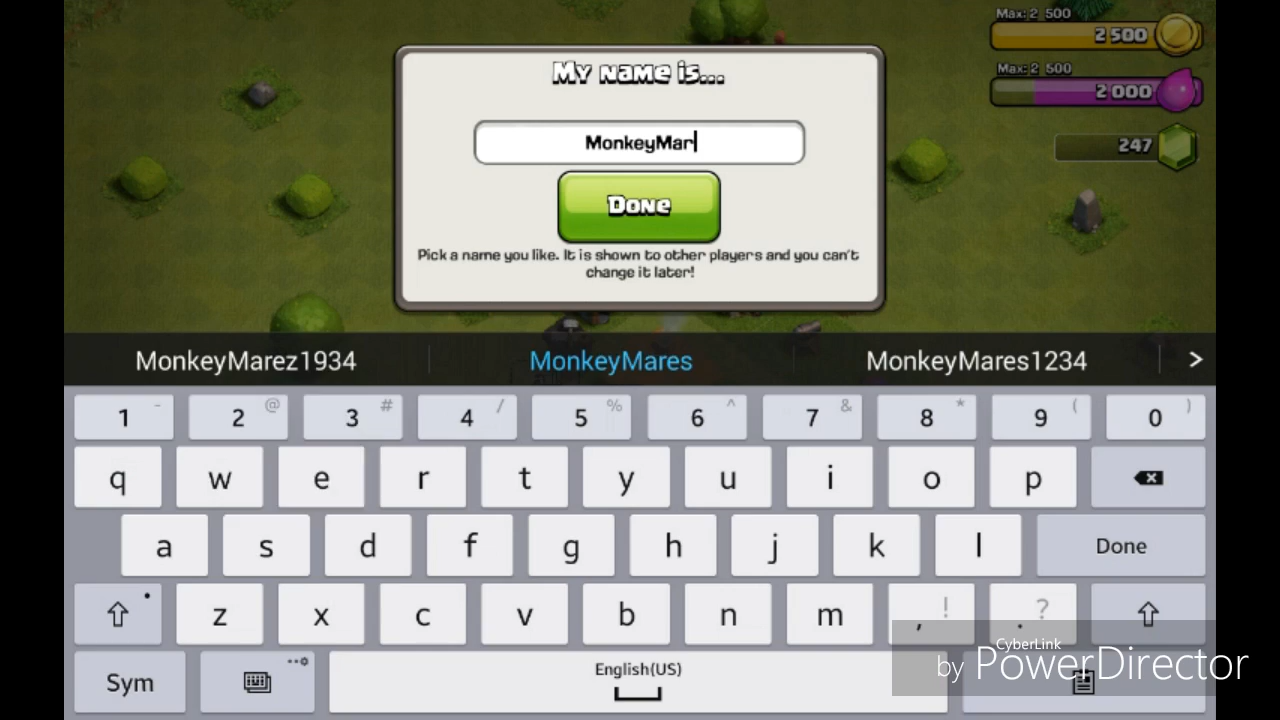 Max: 2 500
2 500
Max: 2 500
2 000
247
My name is...
MonkeyMar
Done
Pick a name you like. It is shown to other players and you can't
change it later!
MonkeyMarez1934 MonkeyMares MonkeyMares1234 >
1 - 2 @ 3 # 4 / 5 % 6 ^ 7 & 8 * 9 ( 0 )
q w e r t y u i o p
a s d f g h j k l Done
z x c v b n m , ! . ?
Sym English(US)
CyberLink
by PowerDirector